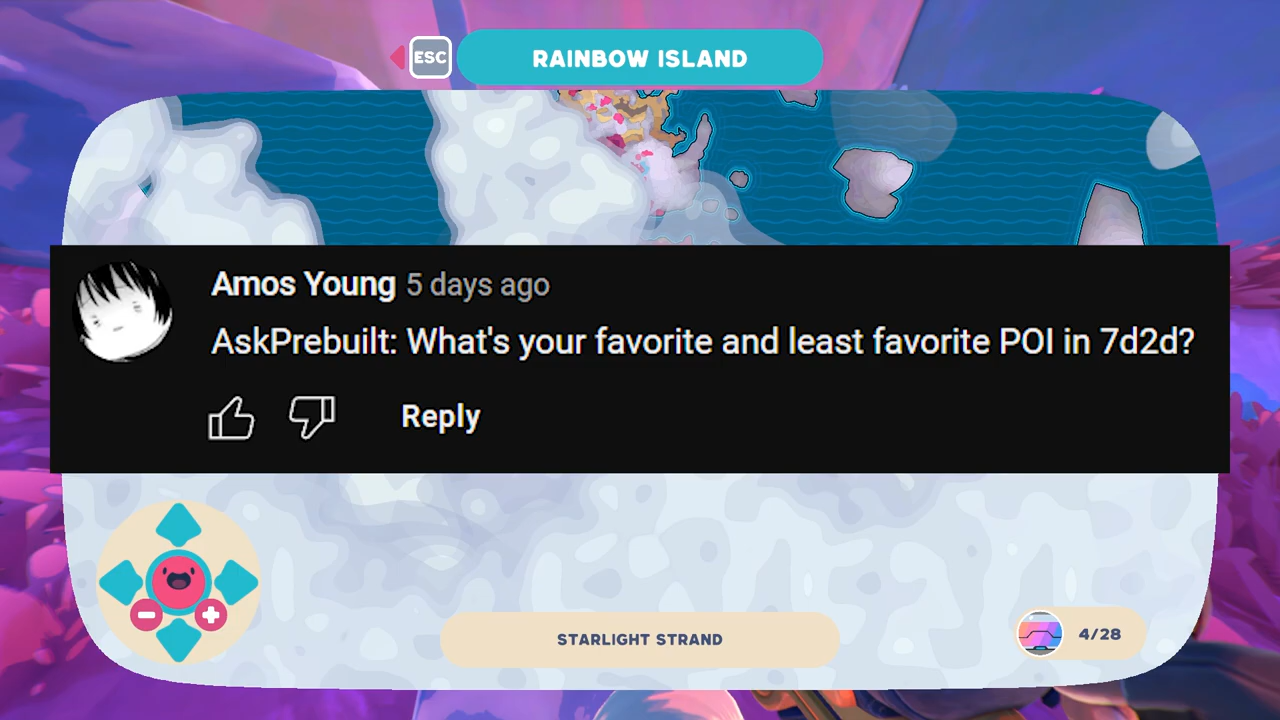 ESC
RAINBOW ISLAND
Amos Young 5 days ago
AskPrebuilt: What's your favorite and least favorite POI in 7d2d?
Reply
STARLIGHT STRAND
4/28